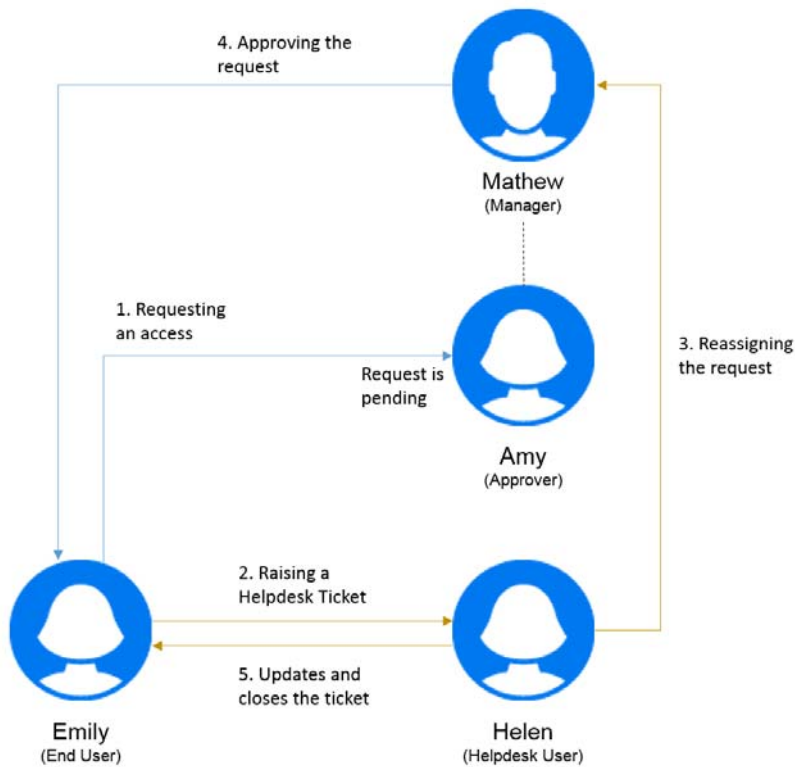 4. Approving the
request
Mathew
(Manager)
1. Requesting
an access
Request is
pending
3. Reassigning
the request
Amy
(Approver)
2. Raising a
Helpdesk Ticket
5. Updates and
closes the ticket
Emily
(End User)
Helen
(Helpdesk User)